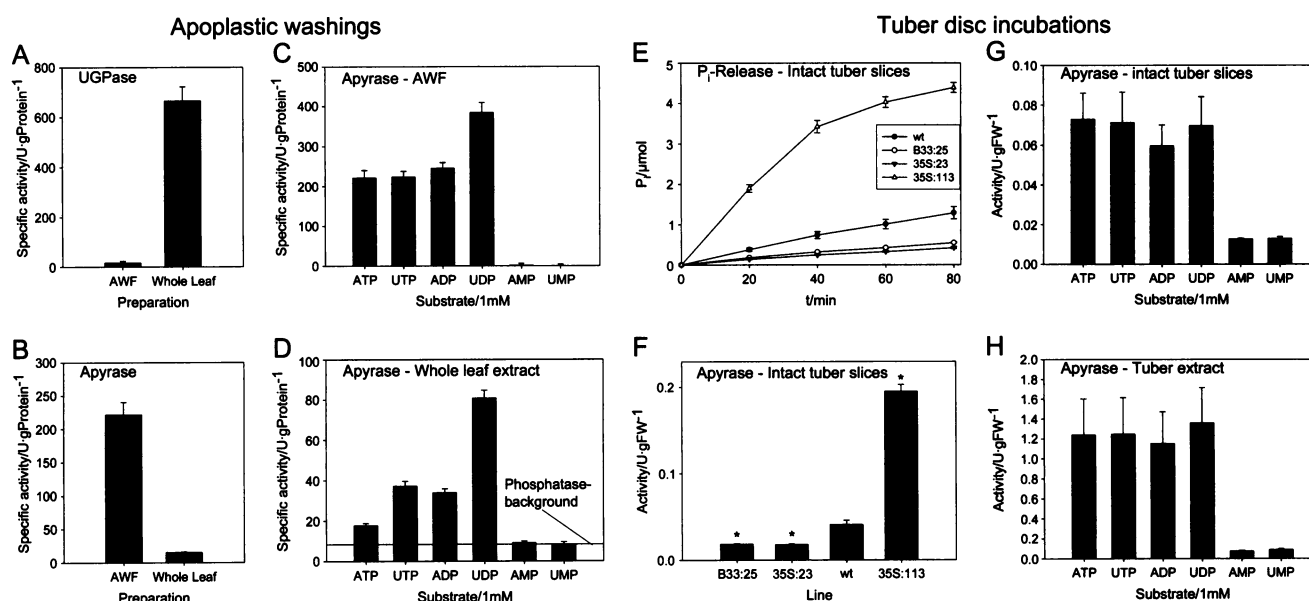 Apoplastic washings
Tuber disc incubations
A
UGPase
Specific activity/U·gProtein⁻¹
800
600
400
200
0
AWF Whole Leaf
Preparation
B
Apyrase
Specific activity/U·gProtein⁻¹
300
250
200
150
100
50
0
AWF Whole Leaf
Preparation
C
Apyrase - AWF
Specific activity/U·gProtein⁻¹
500
400
300
200
100
0
ATP UTP ADP UDP AMP UMP
Substrate/1mM
D
Apyrase - Whole leaf extract
Specific activity/U·gProtein⁻¹
100
80
60
40
20
0
Phosphatase-
background
ATP UTP ADP UDP AMP UMP
Substrate/1mM
E
Pᵢ-Release - Intact tuber slices
Pᵢ/µmol
5
4
3
2
1
0
wt
B33:25
35S:23
35S:113
0 20 40 60 80
t/min
F
Apyrase - Intact tuber slices
Activity/U·gFW⁻¹
0.2
0.1
0.0
* * *
B33:25 35S:23 wt 35S:113
Line
G
Apyrase - intact tuber slices
Activity/U·gFW⁻¹
0.10
0.08
0.06
0.04
0.02
0.00
ATP UTP ADP UDP AMP UMP
Substrate/1mM
H
Apyrase - Tuber extract
Activity/U·gFW⁻¹
2.0
1.8
1.6
1.4
1.2
1.0
0.8
0.6
0.4
0.2
0.0
ATP UTP ADP UDP AMP UMP
Substrate/1mM